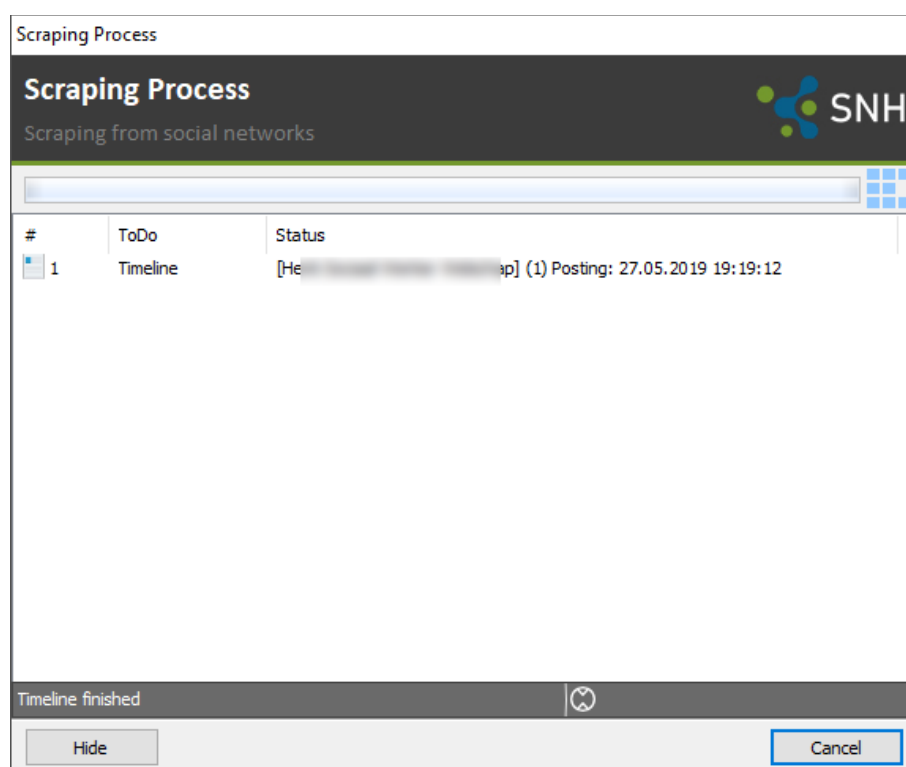 Scraping Process
Scraping Process
SNH
Scraping from social networks
# ToDo Status
1 Timeline [He ap] (1) Posting: 27.05.2019 19:19:12
Timeline finished
Hide Cancel